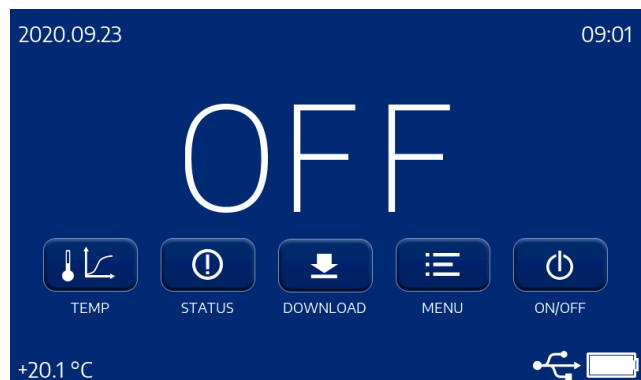 2020.09.23 09:01
OFF
TEMP STATUS DOWNLOAD MENU ON/OFF
+20.1 °C